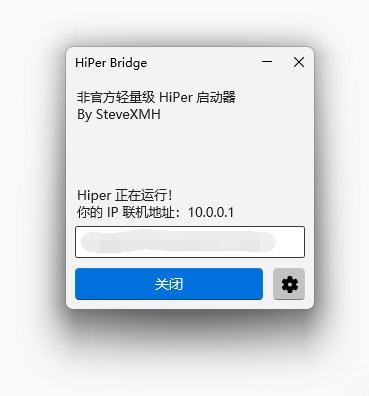 HiPer Bridge
非官方轻量级 HiPer 启动器
By SteveXMH
Hiper 正在运行！
你的 IP 联机地址：10.0.0.1
关闭